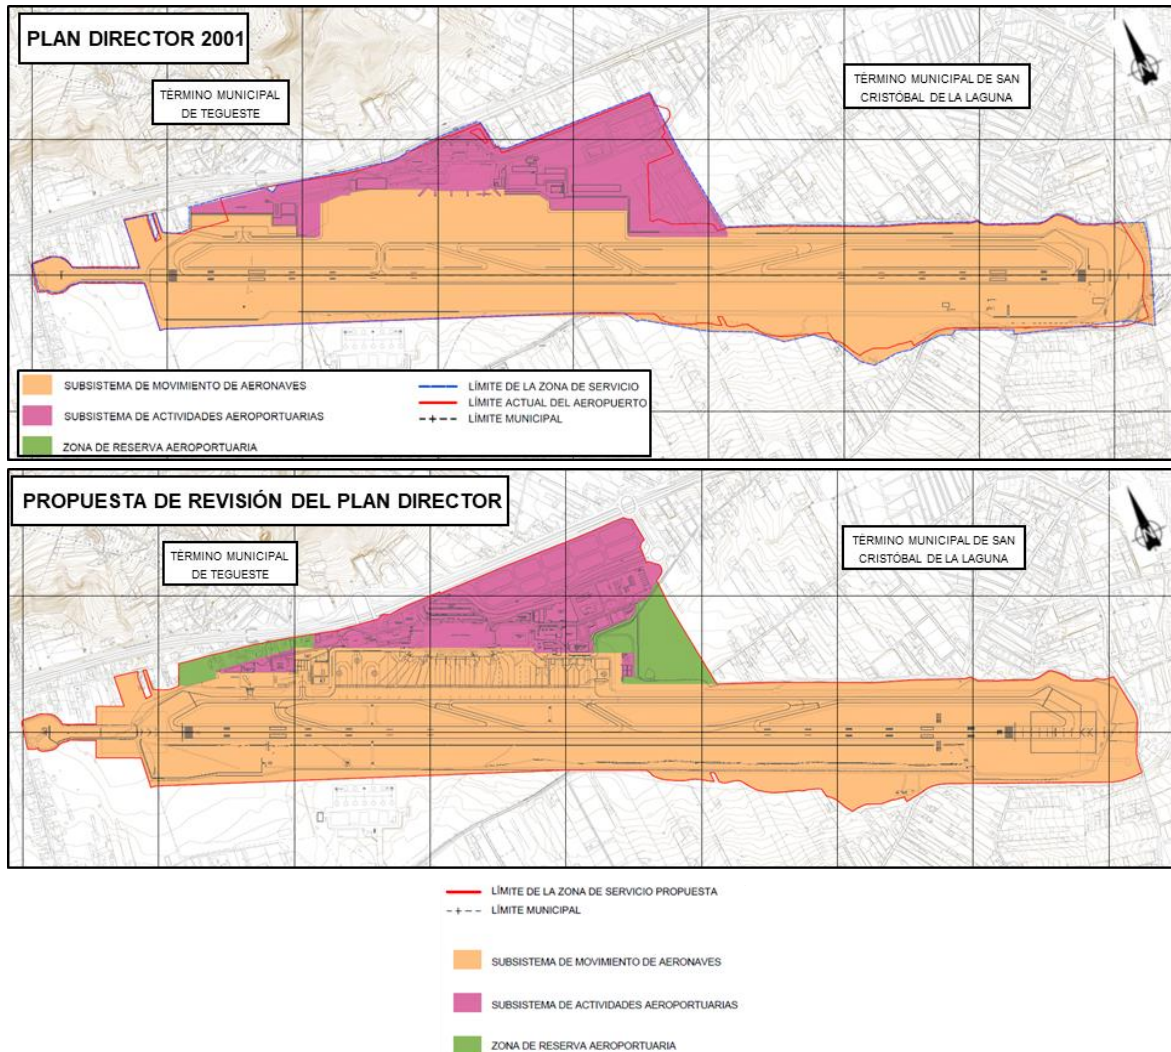 PLAN DIRECTOR 2001
TÉRMINO MUNICIPAL
DE TEGUESTE
TÉRMINO MUNICIPAL DE SAN
CRISTÓBAL DE LA LAGUNA
SUBSISTEMA DE MOVIMIENTO DE AERONAVES
SUBSISTEMA DE ACTIVIDADES AEROPORTUARIAS
ZONA DE RESERVA AEROPORTUARIA
LÍMITE DE LA ZONA DE SERVICIO
LÍMITE ACTUAL DEL AEROPUERTO
LÍMITE MUNICIPAL
PROPUESTA DE REVISIÓN DEL PLAN DIRECTOR
TÉRMINO MUNICIPAL
DE TEGUESTE
TÉRMINO MUNICIPAL DE SAN
CRISTÓBAL DE LA LAGUNA
LÍMITE DE LA ZONA DE SERVICIO PROPUESTA
LÍMITE MUNICIPAL
SUBSISTEMA DE MOVIMIENTO DE AERONAVES
SUBSISTEMA DE ACTIVIDADES AEROPORTUARIAS
ZONA DE RESERVA AEROPORTUARIA